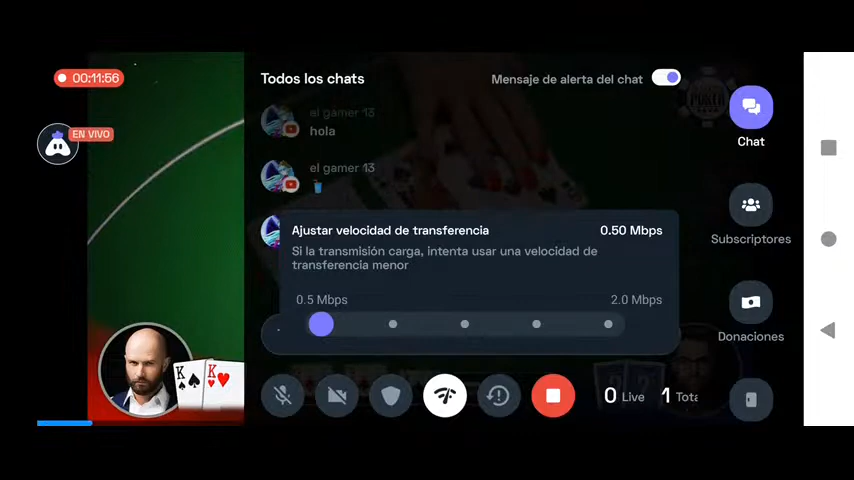 00:11:56
Todos los chats
Mensaje de alerta del chat
EN VIVO
el gamer 13
hola
Chat
el gamer 13
Ajustar velocidad de transferencia
0.50 Mbps
Si la transmisión carga, intenta usar una velocidad de
transferencia menor
Subscriptores
0.5 Mbps
2.0 Mbps
Donaciones
K K
0 Live
1 Tota